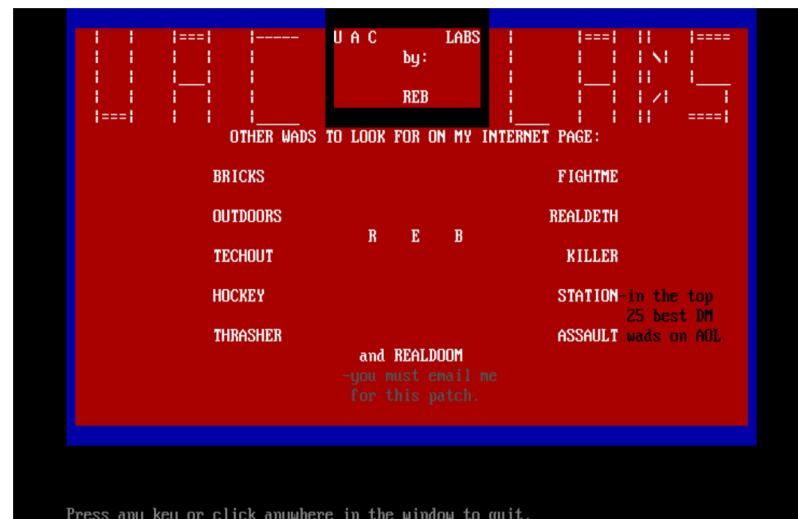 UAC LABS
U A C LABS
by:
REB
OTHER WADS TO LOOK FOR ON MY INTERNET PAGE:
BRICKS FIGHTME
OUTDOORS REALDETH
R E B
TECHOUT KILLER
HOCKEY STATION-in the top
25 best DM
THRASHER ASSAULT wads on AOL
and REALDOOM
-you must email me
for this patch.
Press any key or click anywhere in the window to quit.